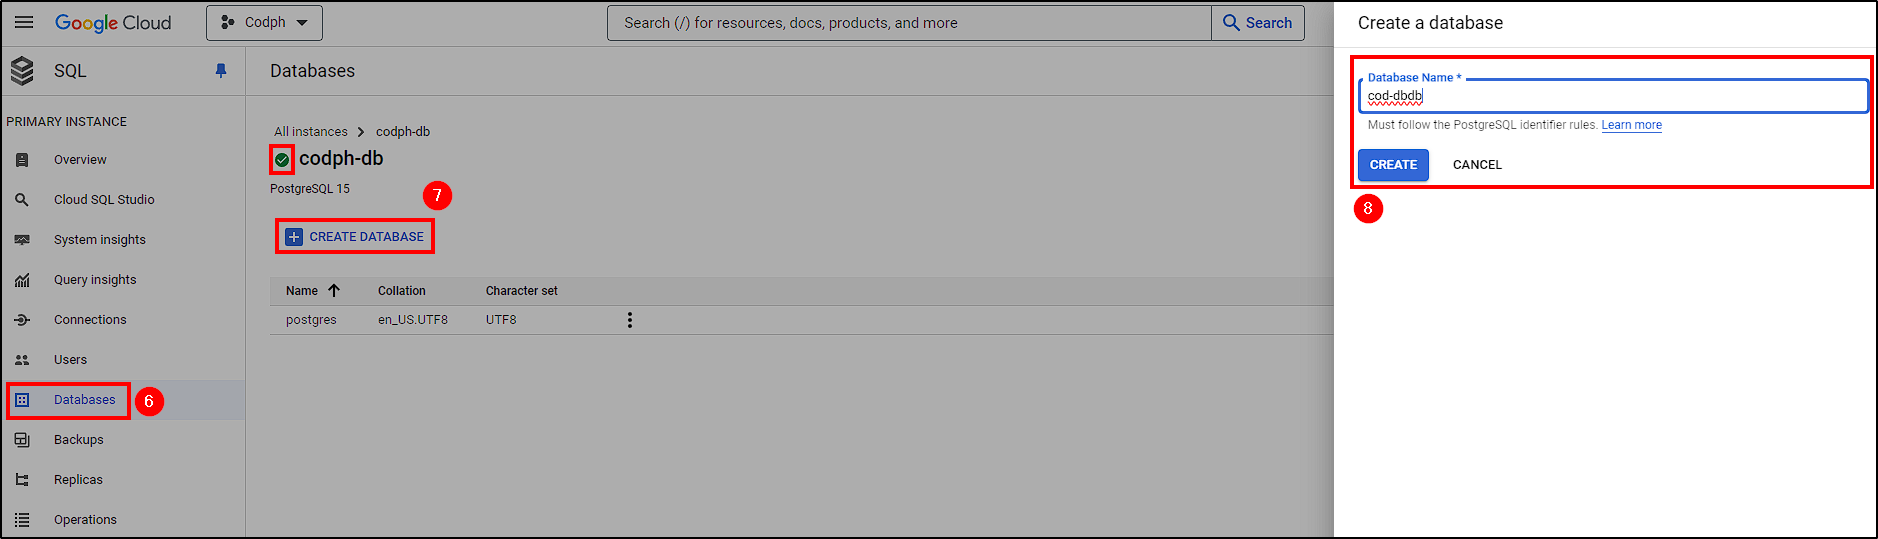 Google Cloud
Codph
Search (/) for resources, docs, products, and more
Search
SQL
PRIMARY INSTANCE
Overview
Cloud SQL Studio
System insights
Query insights
Connections
Users
Databases
6
Backups
Replicas
Operations
Databases
All instances > codph-db
codph-db
PostgreSQL 15
7
CREATE DATABASE
Name Collation Character set
postgres en_US.UTF8 UTF8
Create a database
Database Name *
cod-dbdb
Must follow the PostgreSQL identifier rules. Learn more
CREATE CANCEL
8